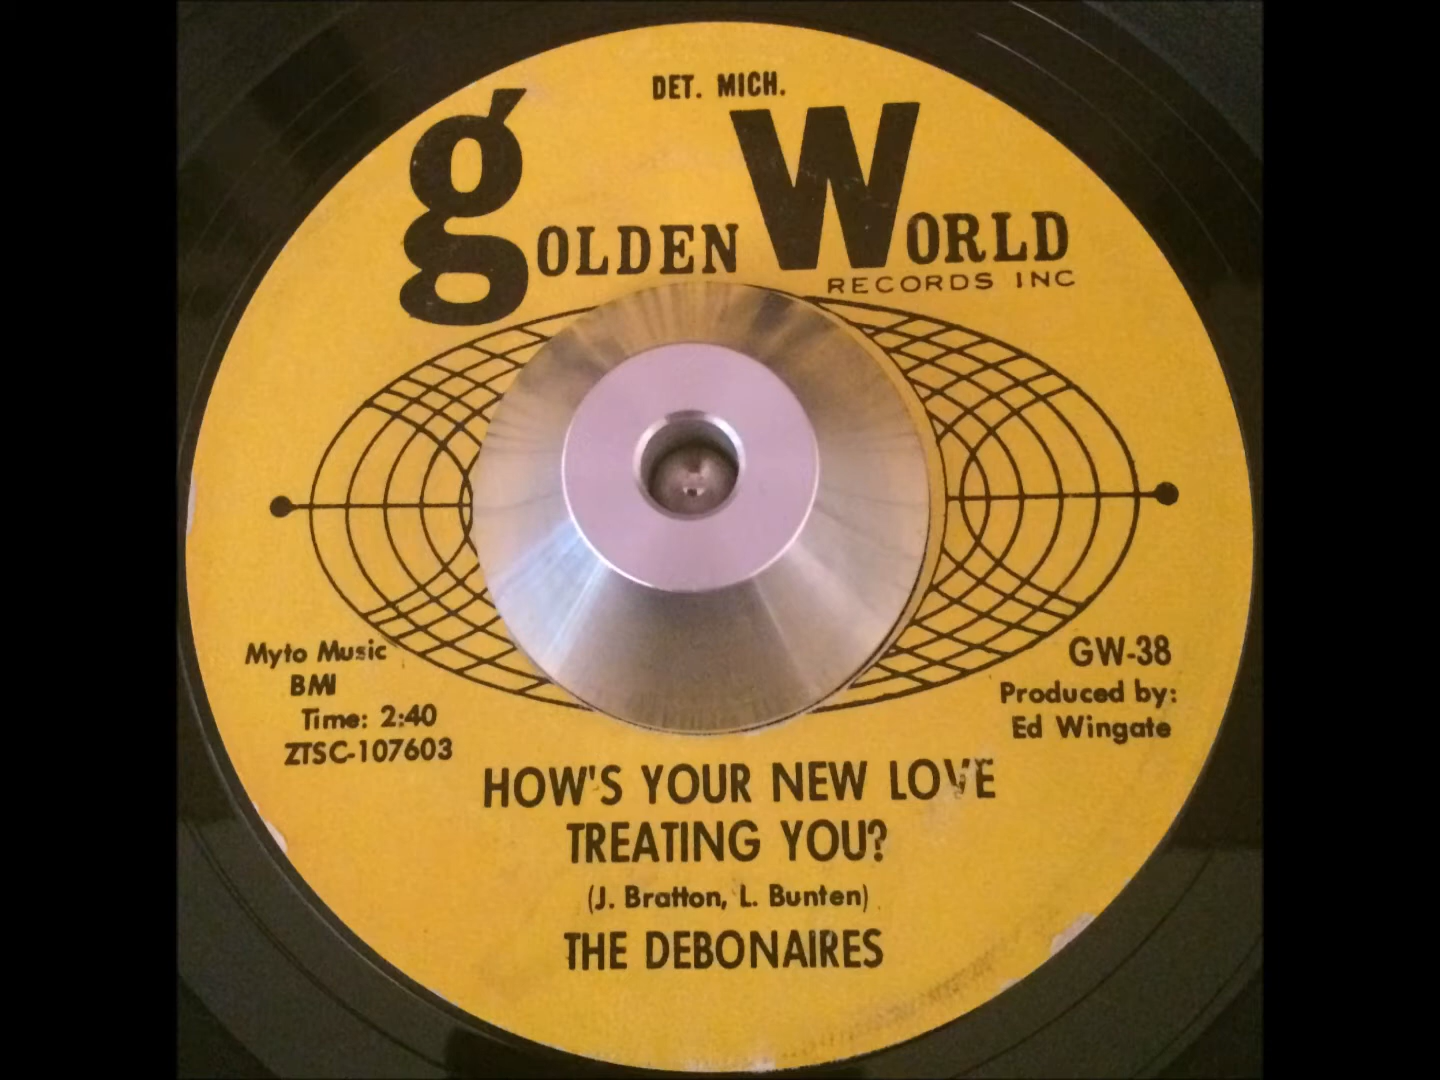 DET. MICH.
gOLDEN WORLD
RECORDS INC
Myto Music
BMI
Time: 2:40
ZTSC-107603
GW-38
Produced by:
Ed Wingate
HOW'S YOUR NEW LOVE
TREATING YOU?
(J. Bratton, L. Bunten)
THE DEBONAIRES